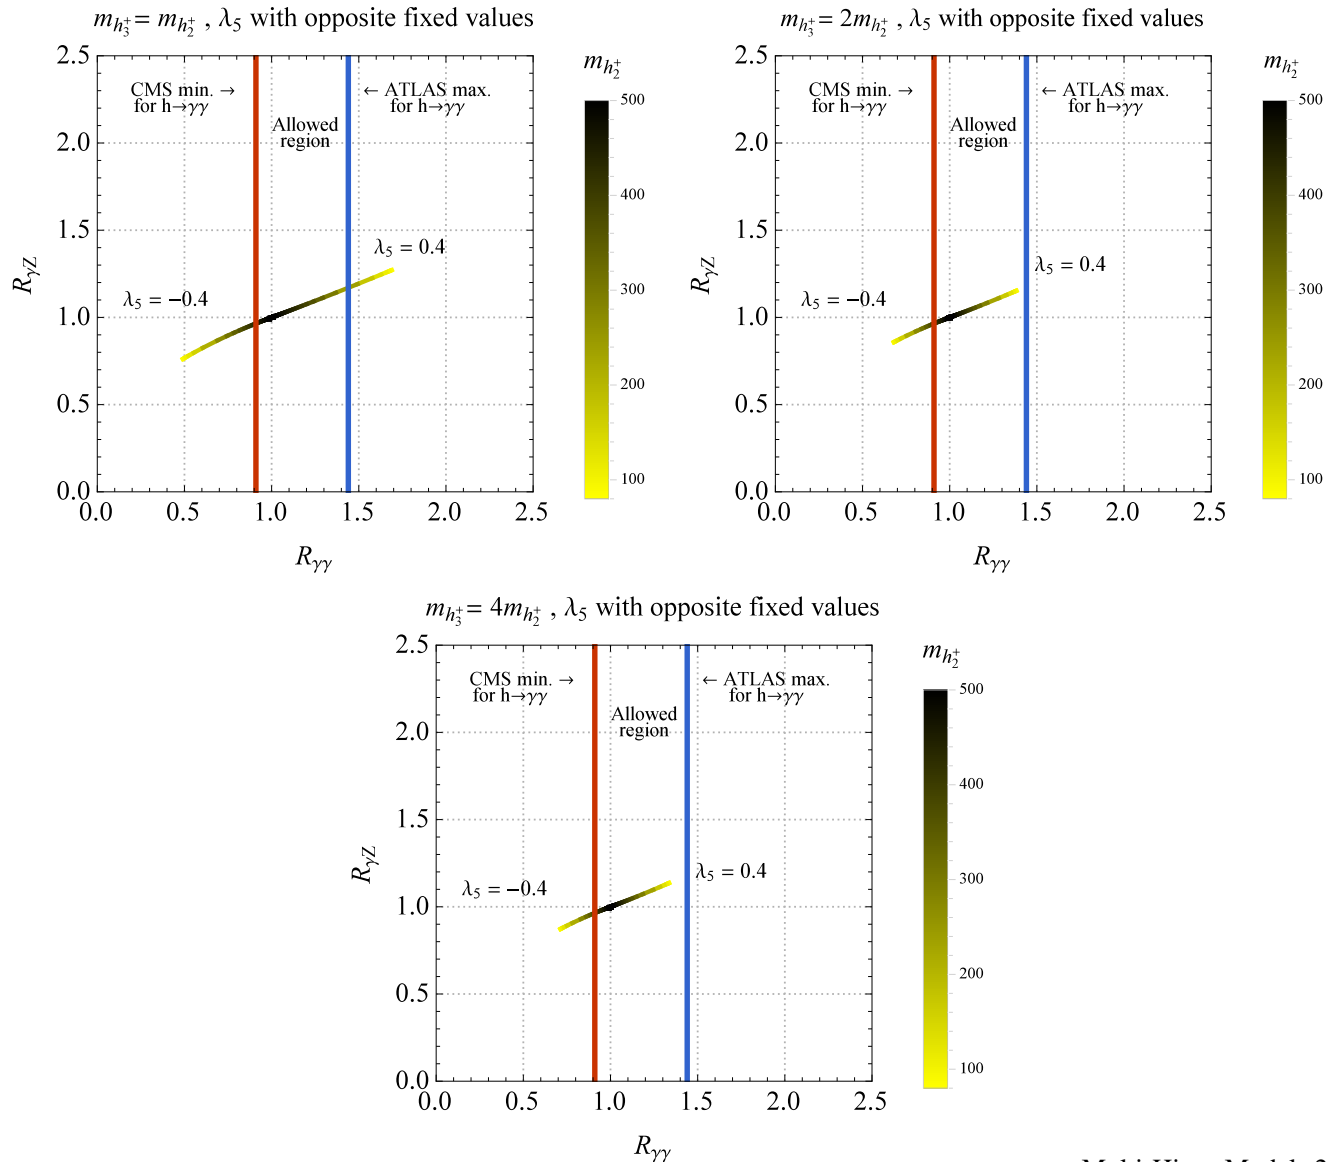 m_{h_3^+} = m_{h_2^+} , λ_5 with opposite fixed values
2.5
2.0
1.5
1.0
0.5
0.0
R_{γZ}
CMS min. →
for h→γγ
Allowed
region
← ATLAS max.
for h→γγ
λ_5 = 0.4
λ_5 = −0.4
0.0 0.5 1.0 1.5 2.0 2.5
R_{γγ}
m_{h_2^+}
500
400
300
200
100
m_{h_3^+} = 2m_{h_2^+} , λ_5 with opposite fixed values
2.5
2.0
1.5
1.0
0.5
0.0
R_{γZ}
CMS min. →
for h→γγ
Allowed
region
← ATLAS max.
for h→γγ
λ_5 = 0.4
λ_5 = −0.4
0.0 0.5 1.0 1.5 2.0 2.5
R_{γγ}
m_{h_2^+}
500
400
300
200
100
m_{h_3^+} = 4m_{h_2^+} , λ_5 with opposite fixed values
2.5
2.0
1.5
1.0
0.5
0.0
R_{γZ}
CMS min. →
for h→γγ
Allowed
region
← ATLAS max.
for h→γγ
λ_5 = 0.4
λ_5 = −0.4
0.0 0.5 1.0 1.5 2.0 2.5
R_{γγ}
m_{h_2^+}
500
400
300
200
100